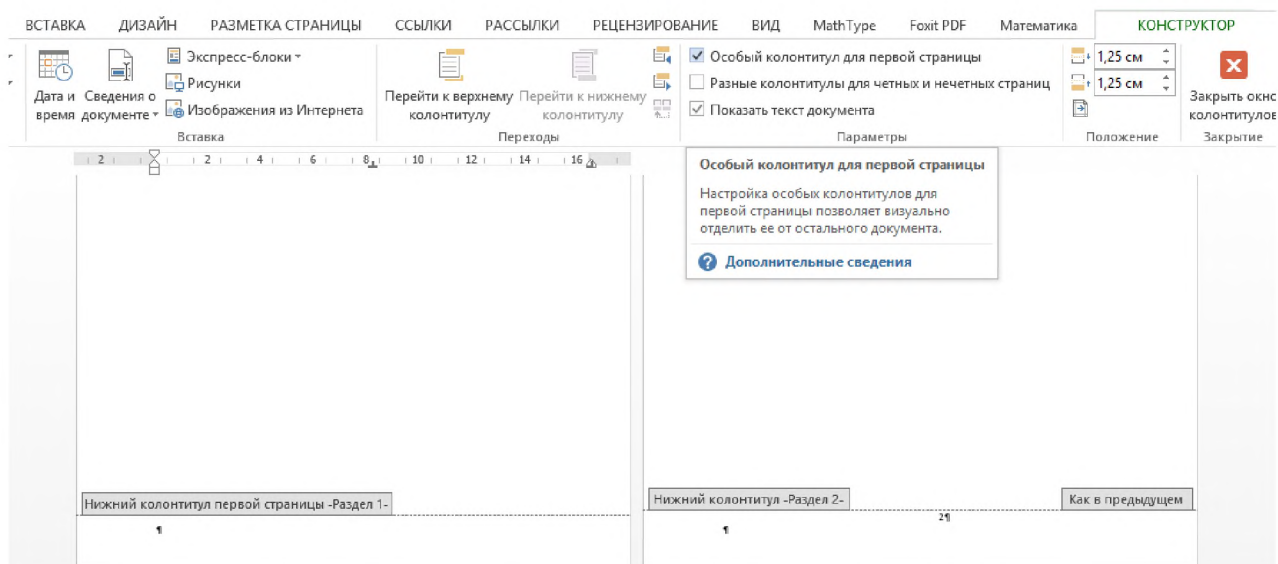 ВСТАВКА ДИЗАЙН РАЗМЕТКА СТРАНИЦЫ ССЫЛКИ РАССЫЛКИ РЕЦЕНЗИРОВАНИЕ ВИД MathType Foxit PDF Математика КОНСТРУКТОР
Дата и время
Сведения о документе
Экспресс-блоки
Рисунки
Изображения из Интернета
Вставка
Перейти к верхнему колонтитулу
Перейти к нижнему колонтитулу
Переходы
Особый колонтитул для первой страницы
Разные колонтитулы для четных и нечетных страниц
Показать текст документа
Параметры
1,25 см
1,25 см
Положение
Закрыть окно колонтитулов
Закрытие
2 2 4 6 8 10 12 14 16
Особый колонтитул для первой страницы
Настройка особых колонтитулов для
первой страницы позволяет визуально
отделить ее от остального документа.
Дополнительные сведения
Нижний колонтитул первой страницы -Раздел 1-
¶
Нижний колонтитул -Раздел 2-
Как в предыдущем
2¶
¶